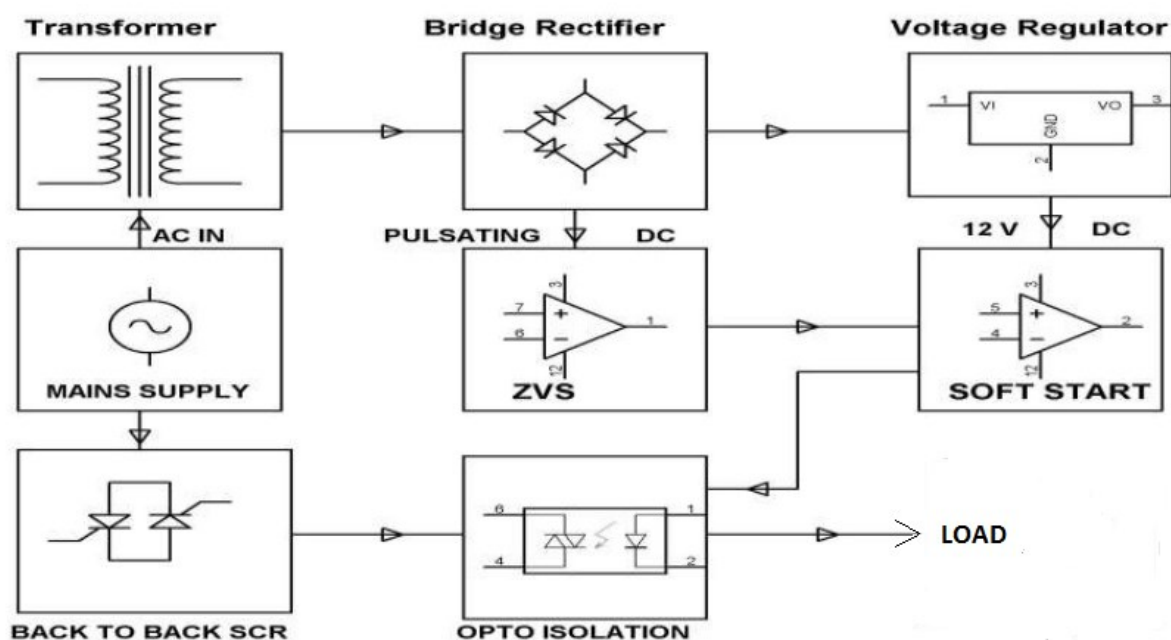 Transformer
Bridge Rectifier
Voltage Regulator
1
VI
VO
3
GND
2
AC IN
PULSATING
DC
12 V
DC
MAINS SUPPLY
3
7
+
6
−
1
12
ZVS
3
5
+
4
−
2
12
SOFT START
6
1
4
2
LOAD
BACK TO BACK SCR
OPTO ISOLATION